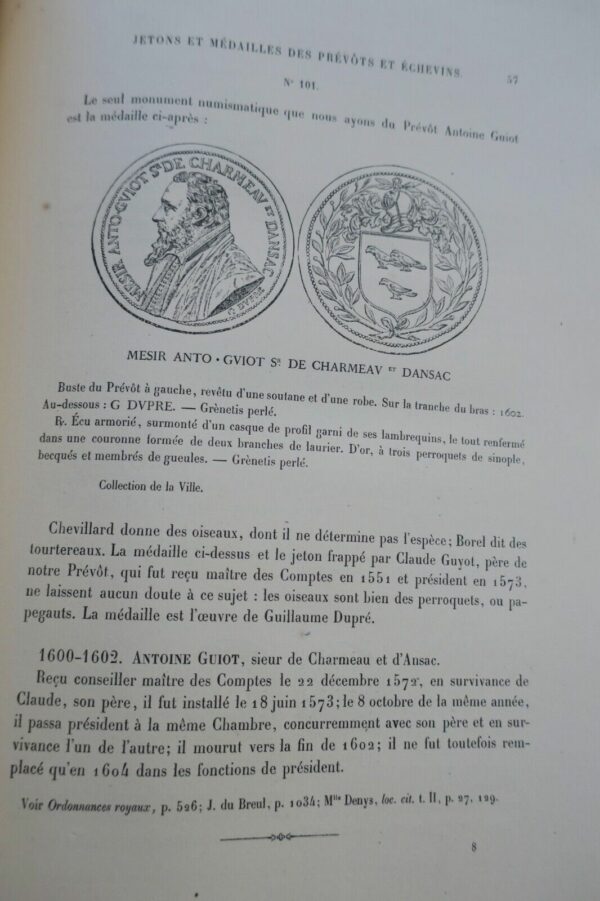 JETONS ET MÉDAILLES DES PRÉVÔTS ET ÉCHEVINS. 57
N° 101.
Le seul monument numismatique que nous ayons du Prévôt Antoine Guiot
est la médaille ci-après :
MESIR ANTO·GVIOT Sʳ DE CHARMEAV ET DANSAC
G DVPRE
MESIR ANTO · GVIOT Sʳ DE CHARMEAV ET DANSAC
Buste du Prévôt à gauche, revêtu d'une soutane et d'une robe. Sur la tranche du bras : 1602.
Au-dessous : G DVPRE. — Grènetis perlé.
℟. Écu armorié, surmonté d'un casque de profil garni de ses lambrequins, le tout renfermé
dans une couronne formée de deux branches de laurier. D'or, à trois perroquets de sinople,
becqués et membrés de gueules. — Grènetis perlé.
Collection de la Ville.
Chevillard donne des oiseaux, dont il ne détermine pas l'espèce; Borel dit des
tourtereaux. La médaille ci-dessus et le jeton frappé par Claude Guyot, père de
notre Prévôt, qui fut reçu maître des Comptes en 1551 et président en 1573,
ne laissent aucun doute à ce sujet : les oiseaux sont bien des perroquets, ou pa-
pegauts. La médaille est l'œuvre de Guillaume Dupré.
1600-1602. ANTOINE GUIOT, sieur de Charmeau et d'Ansac.
Reçu conseiller maître des Comptes le 22 décembre 1572, en survivance de
Claude, son père, il fut installé le 18 juin 1573; le 8 octobre de la même année,
il passa président à la même Chambre, concurremment avec son père et en sur-
vivance l'un de l'autre; il mourut vers la fin de 1602; il ne fut toutefois rem-
placé qu'en 1604 dans les fonctions de président.
Voir Ordonnances royaux, p. 526; J. du Breul, p. 1034; Mˡˡᵉ Denys, loc. cit. t. II, p. 27, 129.
8